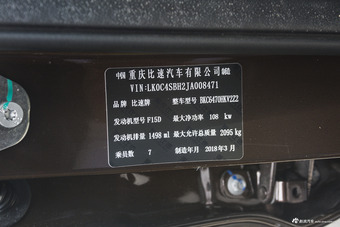 中国 重庆比速汽车有限公司 制造
VIN:LK0C4SBH2JA008471
品牌 比速牌 整车型号 BKC6470HKV2Z2
发动机型号 F15D 最大净功率 108 kw
发动机排量 1498 ml 最大允许总质量 2095 kg
乘员数 7 制造年月 2018年3月